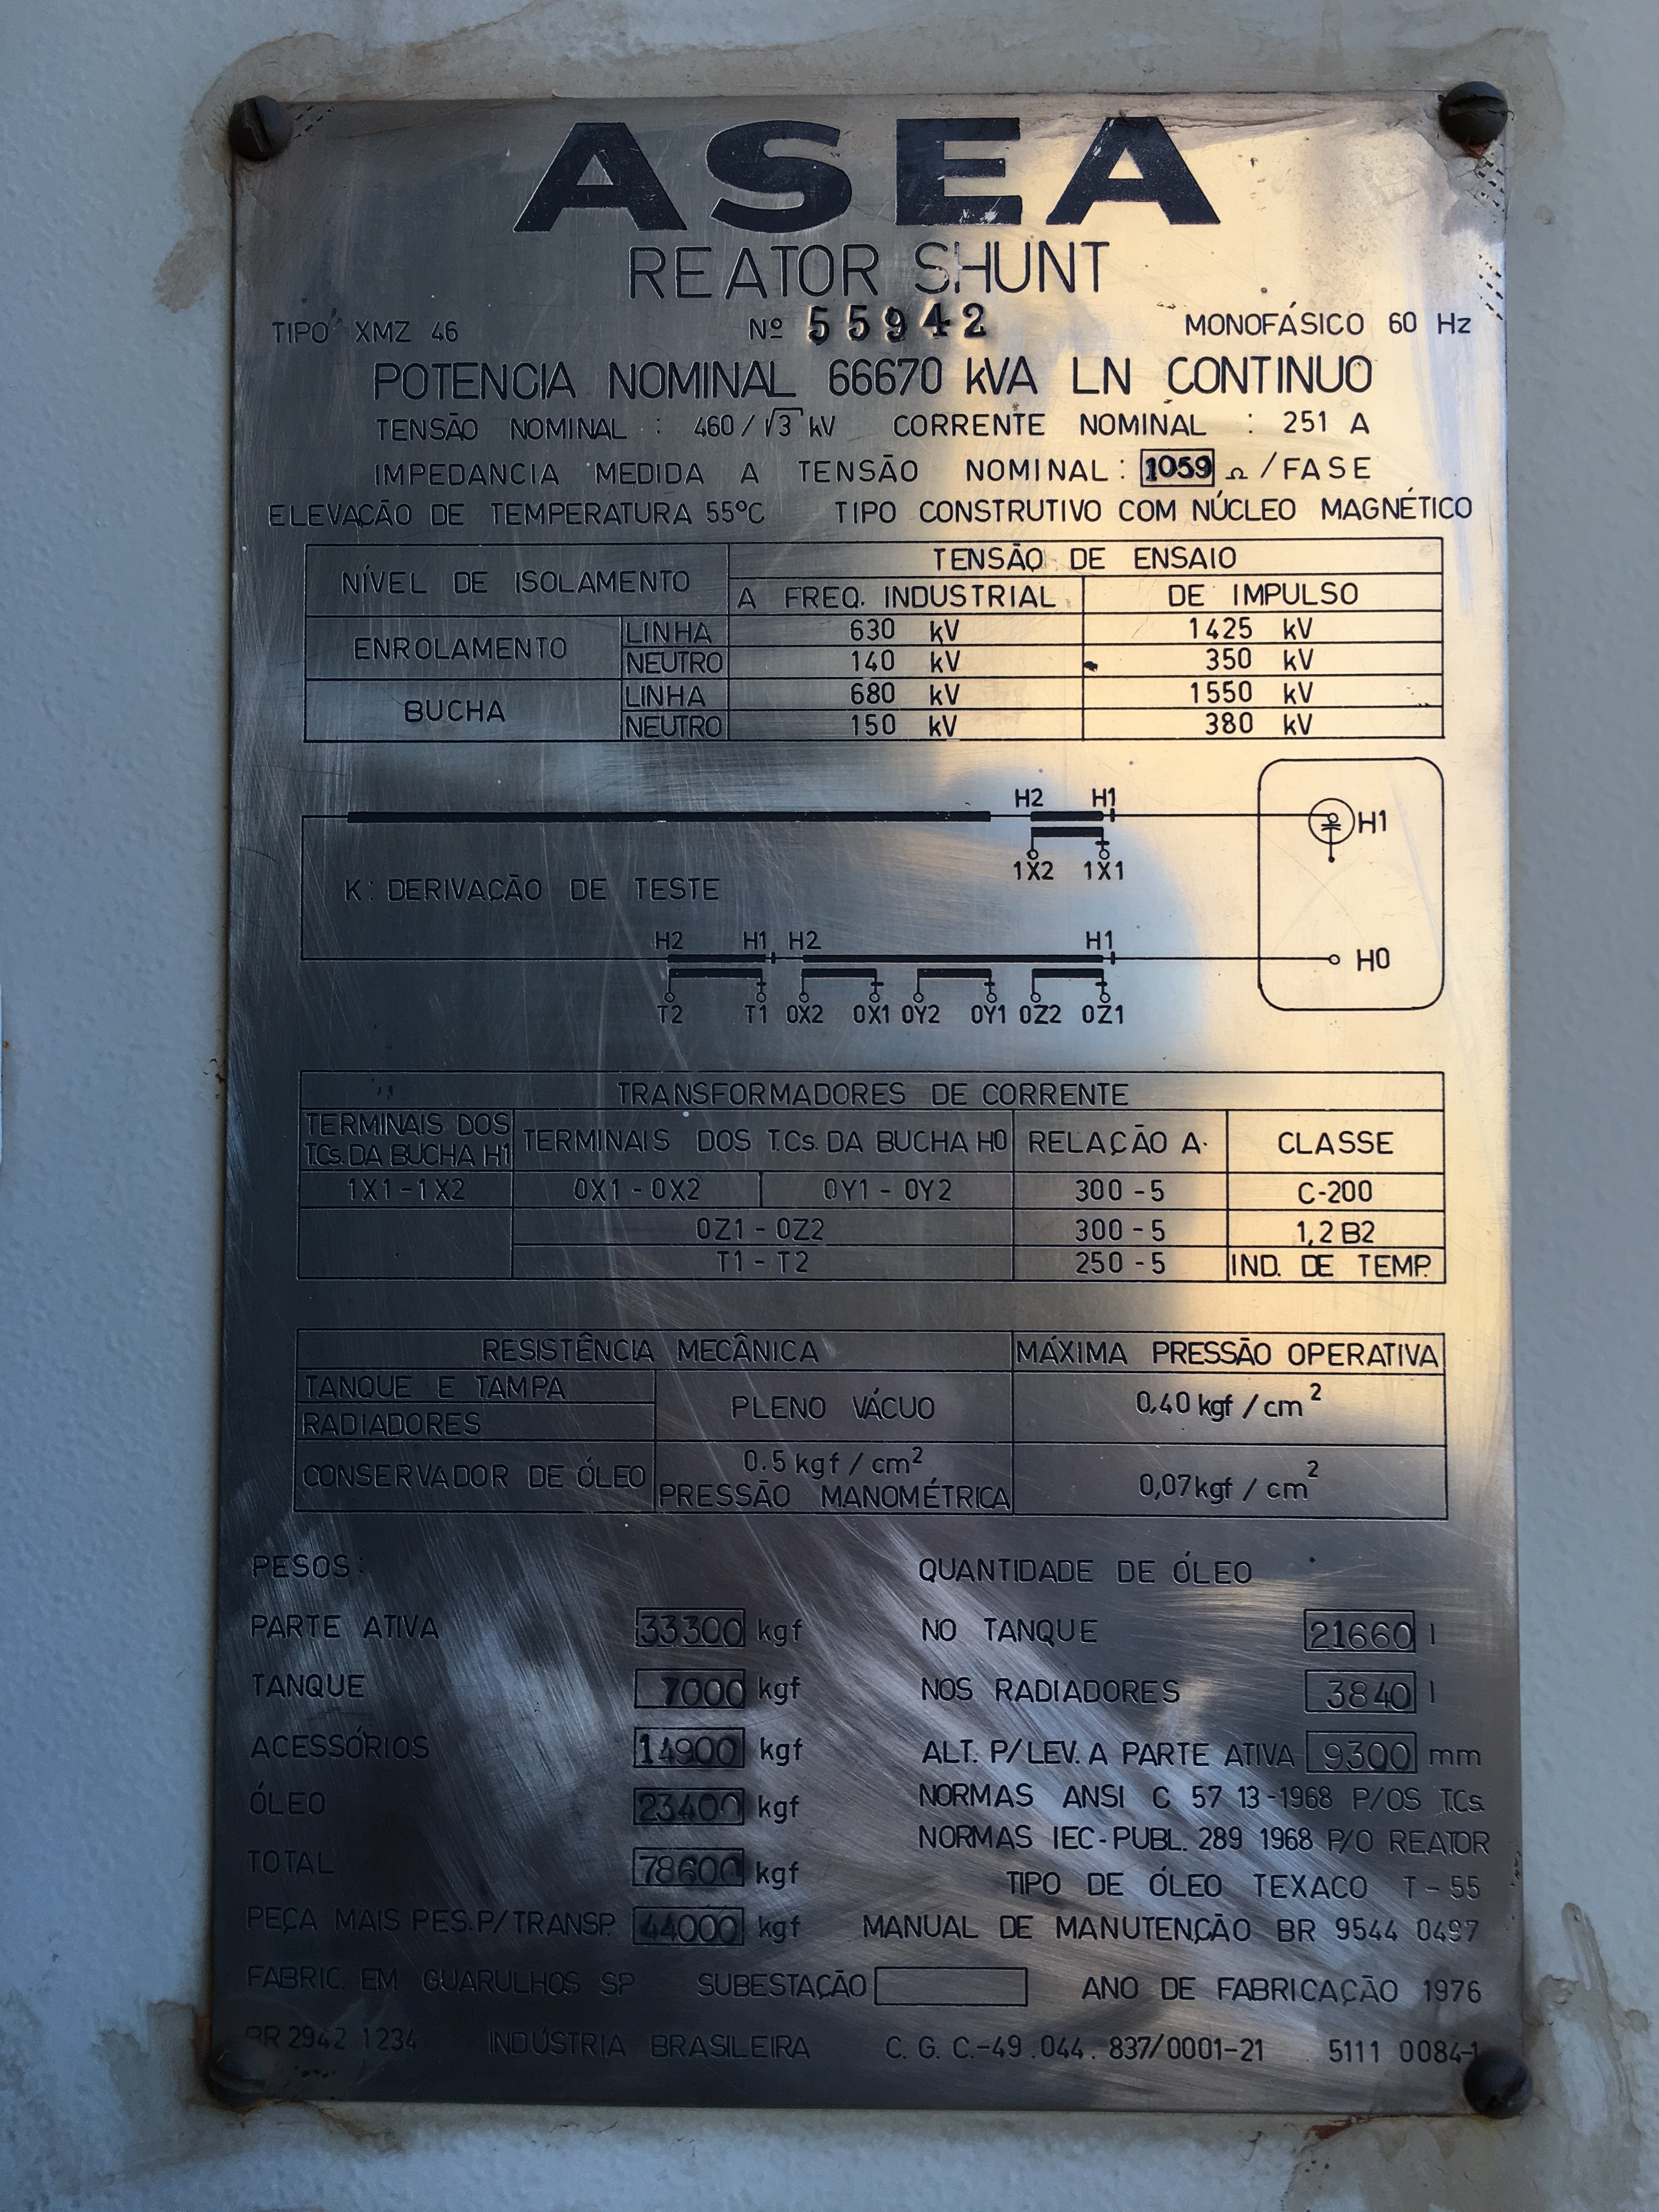 ASEA
REATOR SHUNT
TIPO XMZ 46 Nº 55942 MONOFÁSICO 60 Hz
POTENCIA NOMINAL 66670 kVA LN CONTINUO
TENSÃO NOMINAL : 460/√3 kV CORRENTE NOMINAL : 251 A
IMPEDANCIA MEDIDA A TENSÃO NOMINAL: 1059 Ω /FASE
ELEVAÇÃO DE TEMPERATURA 55ºC TIPO CONSTRUTIVO COM NÚCLEO MAGNÉTICO
NÍVEL DE ISOLAMENTO TENSÃO DE ENSAIO
A FREQ. INDUSTRIAL DE IMPULSO
ENROLAMENTO LINHA 630 kV 1425 kV
NEUTRO 140 kV 350 kV
BUCHA LINHA 680 kV 1550 kV
NEUTRO 150 kV 380 kV
H2 H1
H1
1X2 1X1
K: DERIVAÇÃO DE TESTE
H2 H1 H2 H1
H0
T2 T1 0X2 0X1 0Y2 0Y1 0Z2 0Z1
TRANSFORMADORES DE CORRENTE
TERMINAIS DOS T.Cs. DA BUCHA H1 TERMINAIS DOS T.Cs. DA BUCHA H0 RELAÇÃO A. CLASSE
1X1-1X2 0X1-0X2 0Y1-0Y2 300-5 C-200
0Z1-0Z2 300-5 1,2 B2
T1-T2 250-5 IND. DE TEMP.
RESISTÊNCIA MECÂNICA MÁXIMA PRESSÃO OPERATIVA
TANQUE E TAMPA PLENO VÁCUO 0,40 kgf/cm²
RADIADORES
CONSERVADOR DE ÓLEO 0.5 kgf/cm² PRESSÃO MANOMÉTRICA 0,07 kgf/cm²
PESOS: QUANTIDADE DE ÓLEO
PARTE ATIVA 33300 kgf NO TANQUE 21660 l
TANQUE 7000 kgf NOS RADIADORES 3840 l
ACESSÓRIOS 14900 kgf ALT. P/LEV. A PARTE ATIVA 9300 mm
ÓLEO 23400 kgf NORMAS ANSI C 57 13-1968 P/OS T.Cs.
NORMAS IEC-PUBL. 289 1968 P/O REATOR
TOTAL 78600 kgf TIPO DE ÓLEO TEXACO T-55
PEÇA MAIS PES. P/TRANSP. 44000 kgf MANUAL DE MANUTENÇÃO BR 9544 0497
FABRIC. EM GUARULHOS SP SUBESTAÇÃO ANO DE FABRICAÇÃO 1976
BR 2942 1234 INDÚSTRIA BRASILEIRA C. G. C.-49.044.837/0001-21 5111 0084-1